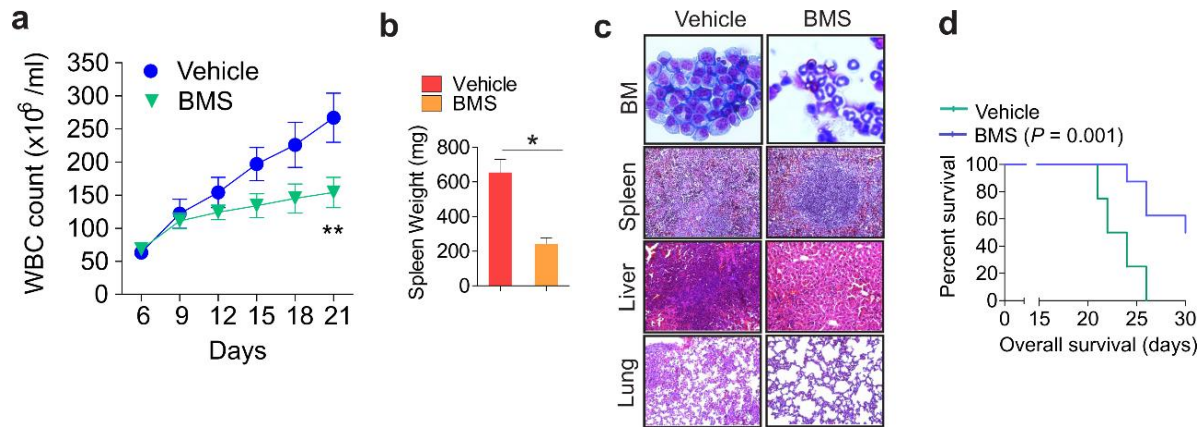 a
WBC count (x10⁶ /ml)
350
300
250
200
150
100
50
0
Vehicle
BMS
**
6 9 12 15 18 21
Days
b
Vehicle
BMS
Spleen Weight (mg)
800
600
400
200
0
*
c
Vehicle BMS
BM
Spleen
Liver
Lung
d
Vehicle
BMS (P = 0.001)
Percent survival
100
80
60
40
20
0
0 15 20 25 30
Overall survival (days)